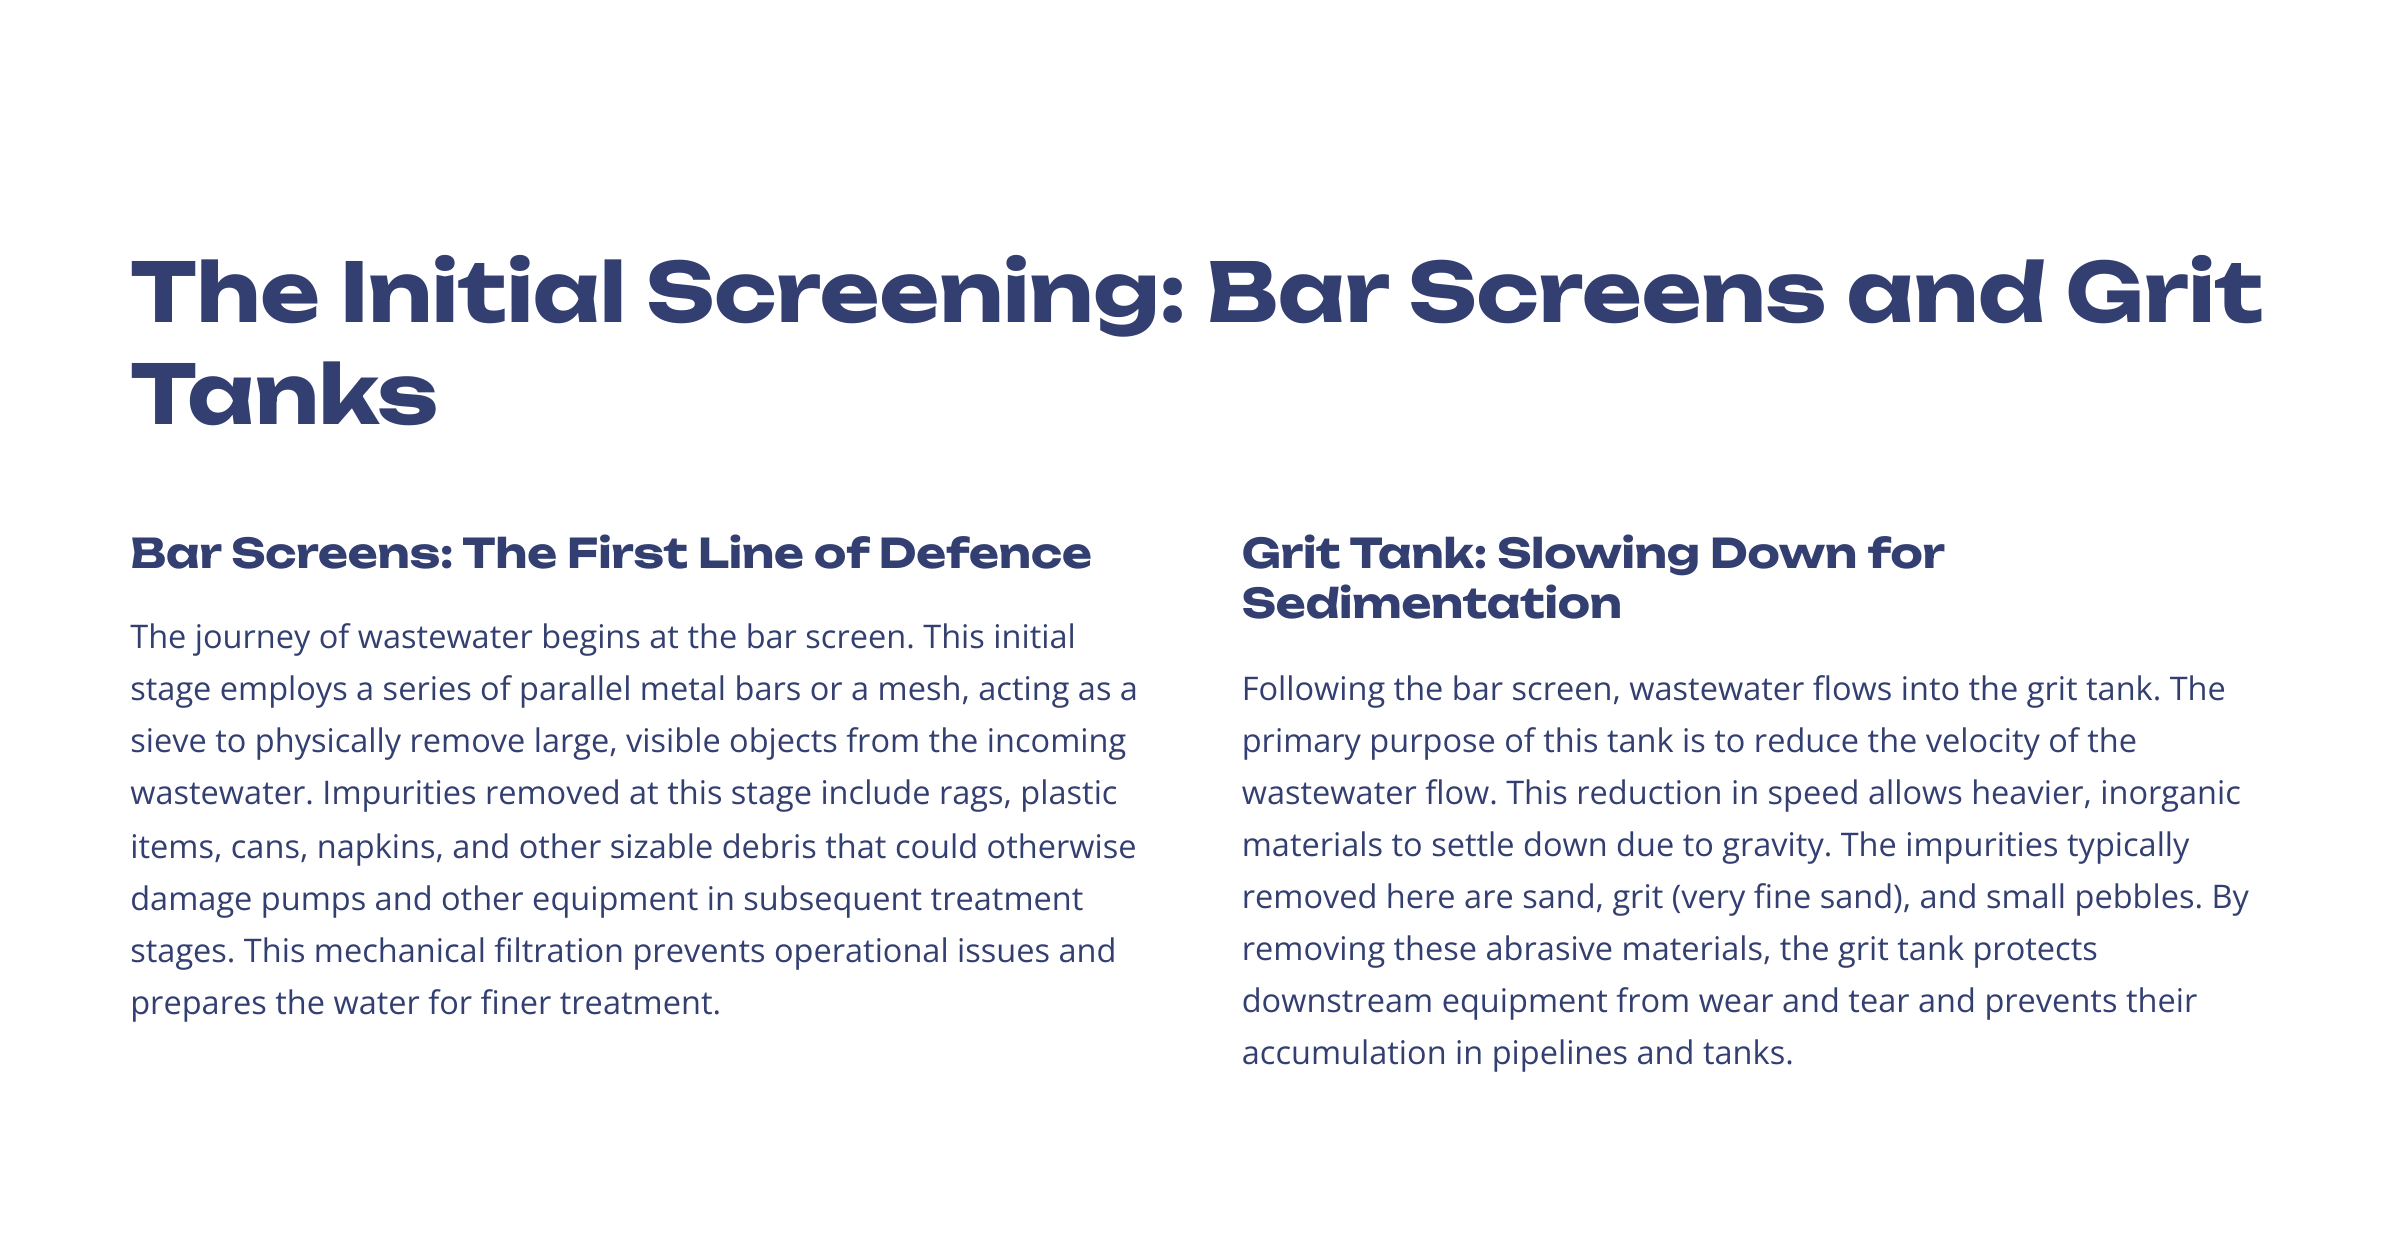 The Initial Screening: Bar Screens and Grit
Tanks
Bar Screens: The First Line of Defence
The journey of wastewater begins at the bar screen. This initial
stage employs a series of parallel metal bars or a mesh, acting as a
sieve to physically remove large, visible objects from the incoming
wastewater. Impurities removed at this stage include rags, plastic
items, cans, napkins, and other sizable debris that could otherwise
damage pumps and other equipment in subsequent treatment
stages. This mechanical filtration prevents operational issues and
prepares the water for finer treatment.
Grit Tank: Slowing Down for
Sedimentation
Following the bar screen, wastewater flows into the grit tank. The
primary purpose of this tank is to reduce the velocity of the
wastewater flow. This reduction in speed allows heavier, inorganic
materials to settle down due to gravity. The impurities typically
removed here are sand, grit (very fine sand), and small pebbles. By
removing these abrasive materials, the grit tank protects
downstream equipment from wear and tear and prevents their
accumulation in pipelines and tanks.